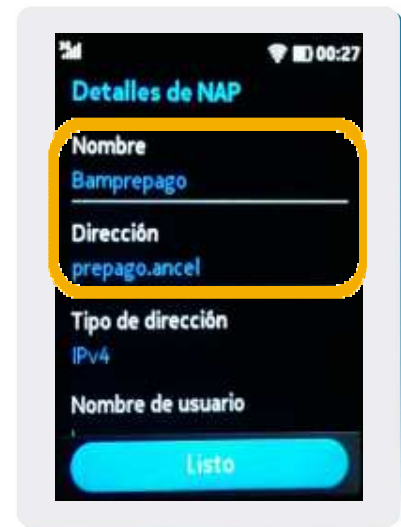 00:27
Detalles de NAP
Nombre
Bamprepago
Dirección
prepago.ancel
Tipo de dirección
IPv4
Nombre de usuario
Listo